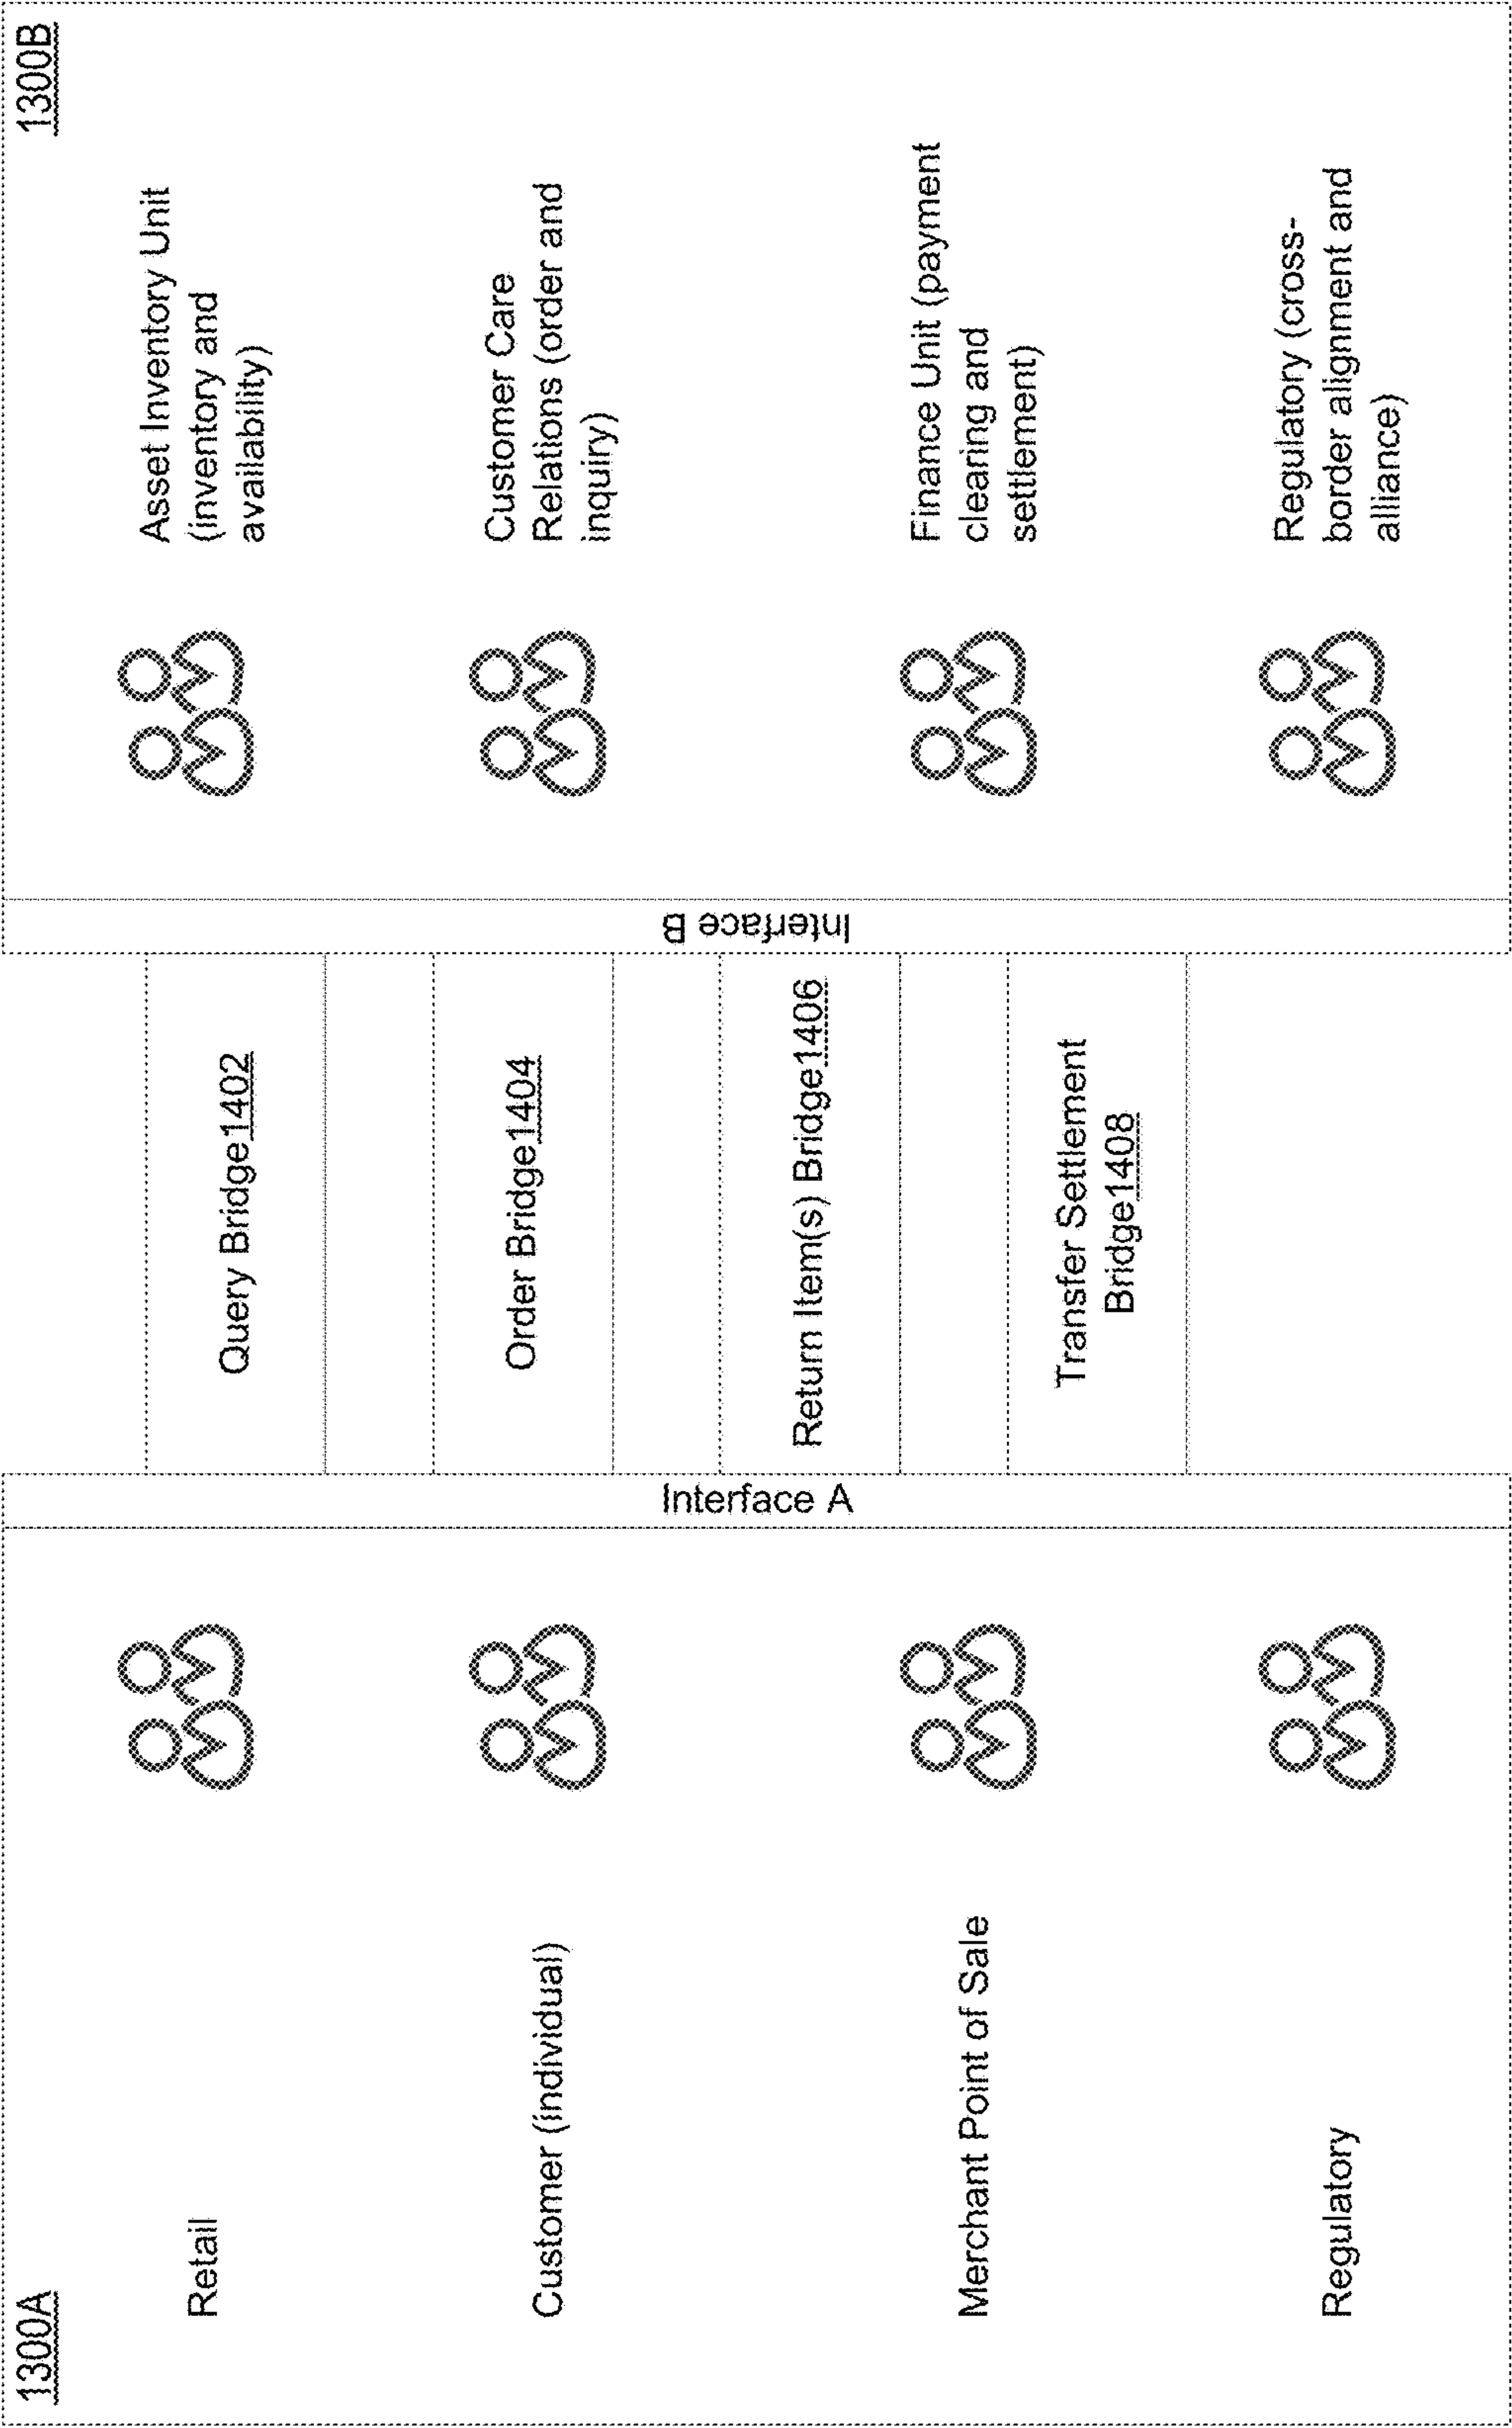 1300A
Retail
Customer (individual)
Merchant Point of Sale
Regulatory
Interface A
Query Bridge1402
Order Bridge1404
Return Item(s) Bridge1406
Transfer Settlement
Bridge1408
Interface B
1300B
Asset Inventory Unit
(inventory and
availability)
Customer Care
Relations (order and
inquiry)
Finance Unit (payment
clearing and
settlement)
Regulatory (cross-
border alignment and
alliance)